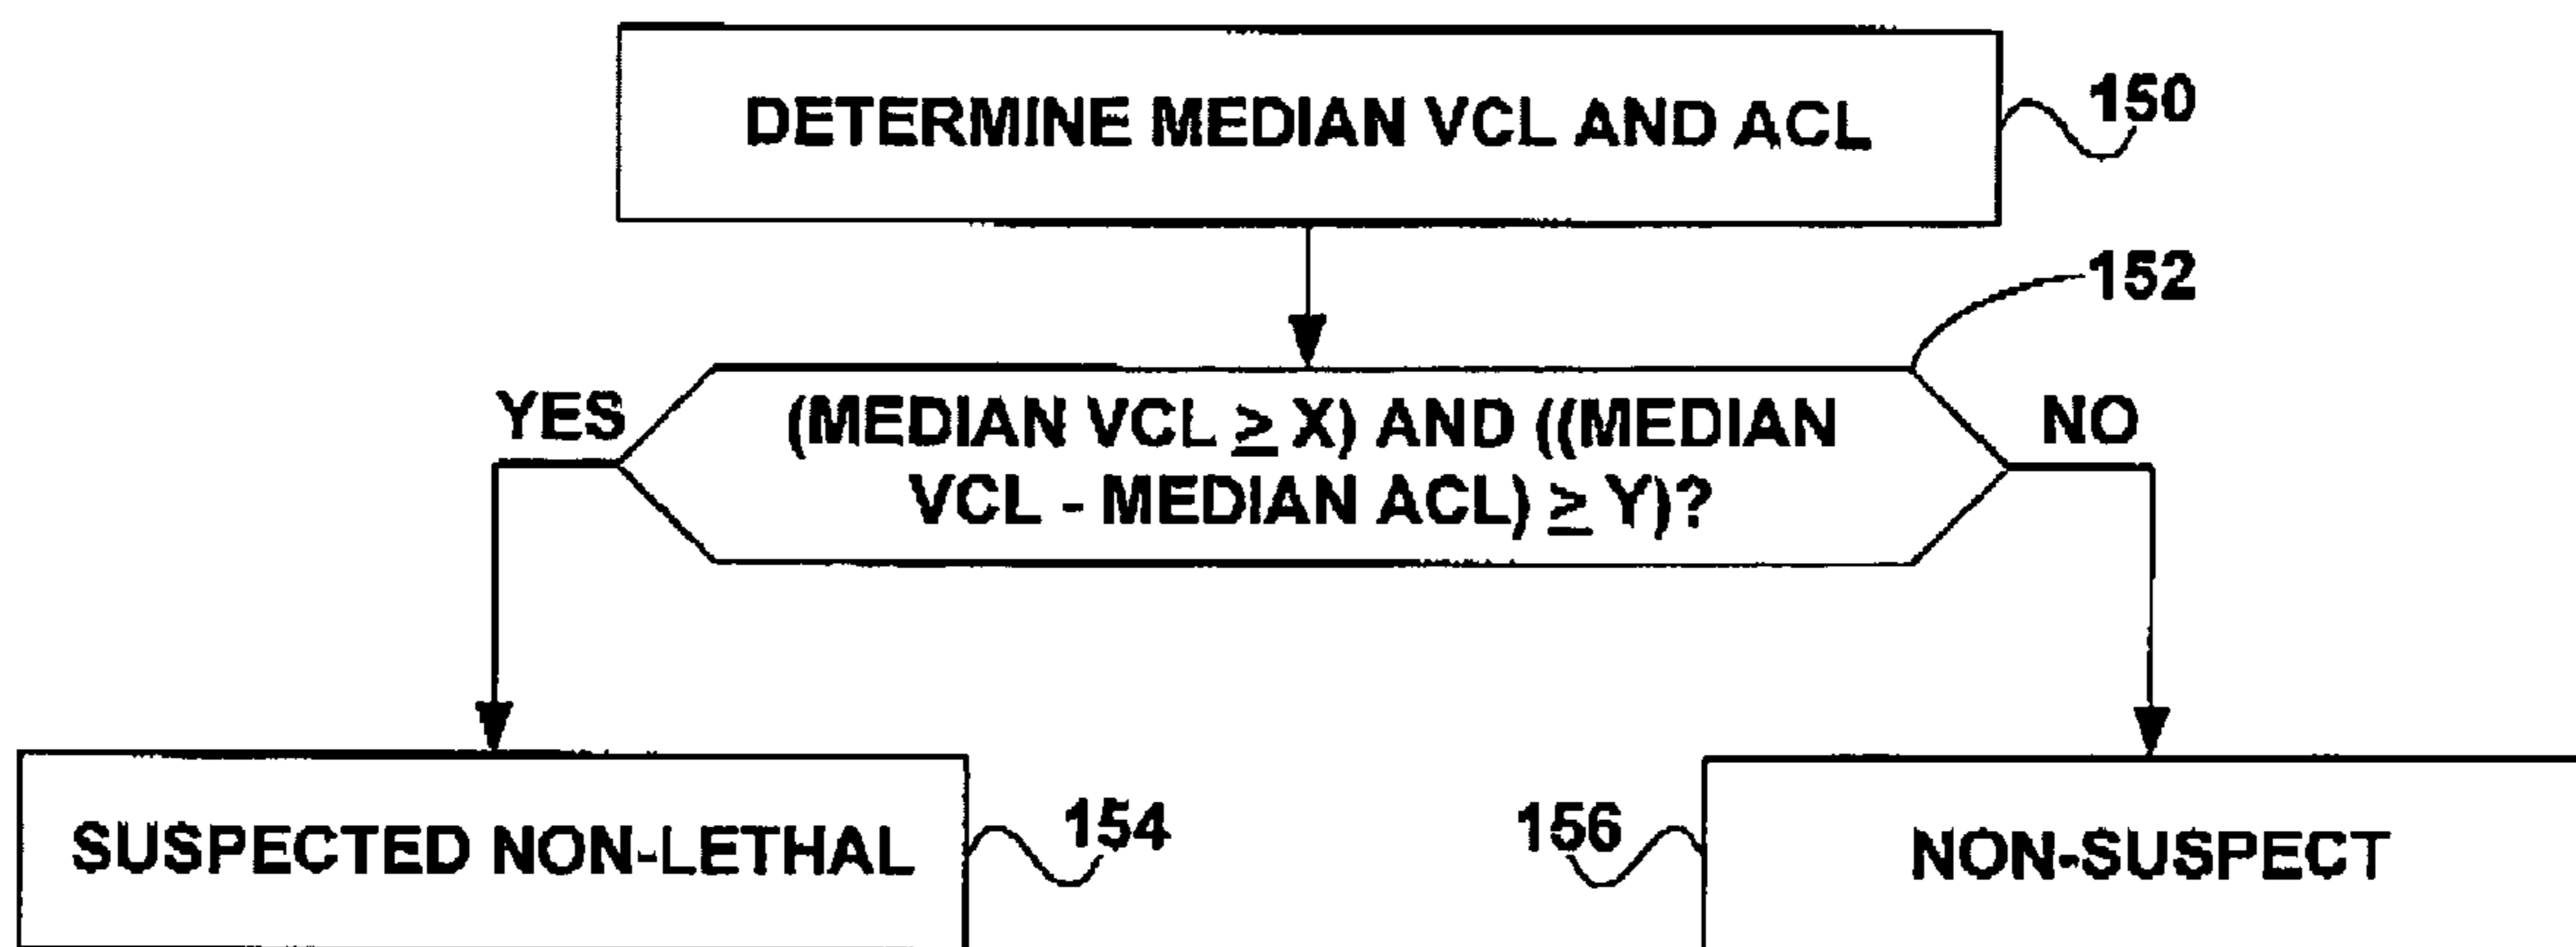 DETERMINE MEDIAN VCL AND ACL
150
152
YES
(MEDIAN VCL ≥ X) AND ((MEDIAN
VCL - MEDIAN ACL) ≥ Y)?
NO
SUSPECTED NON-LETHAL
154
156
NON-SUSPECT